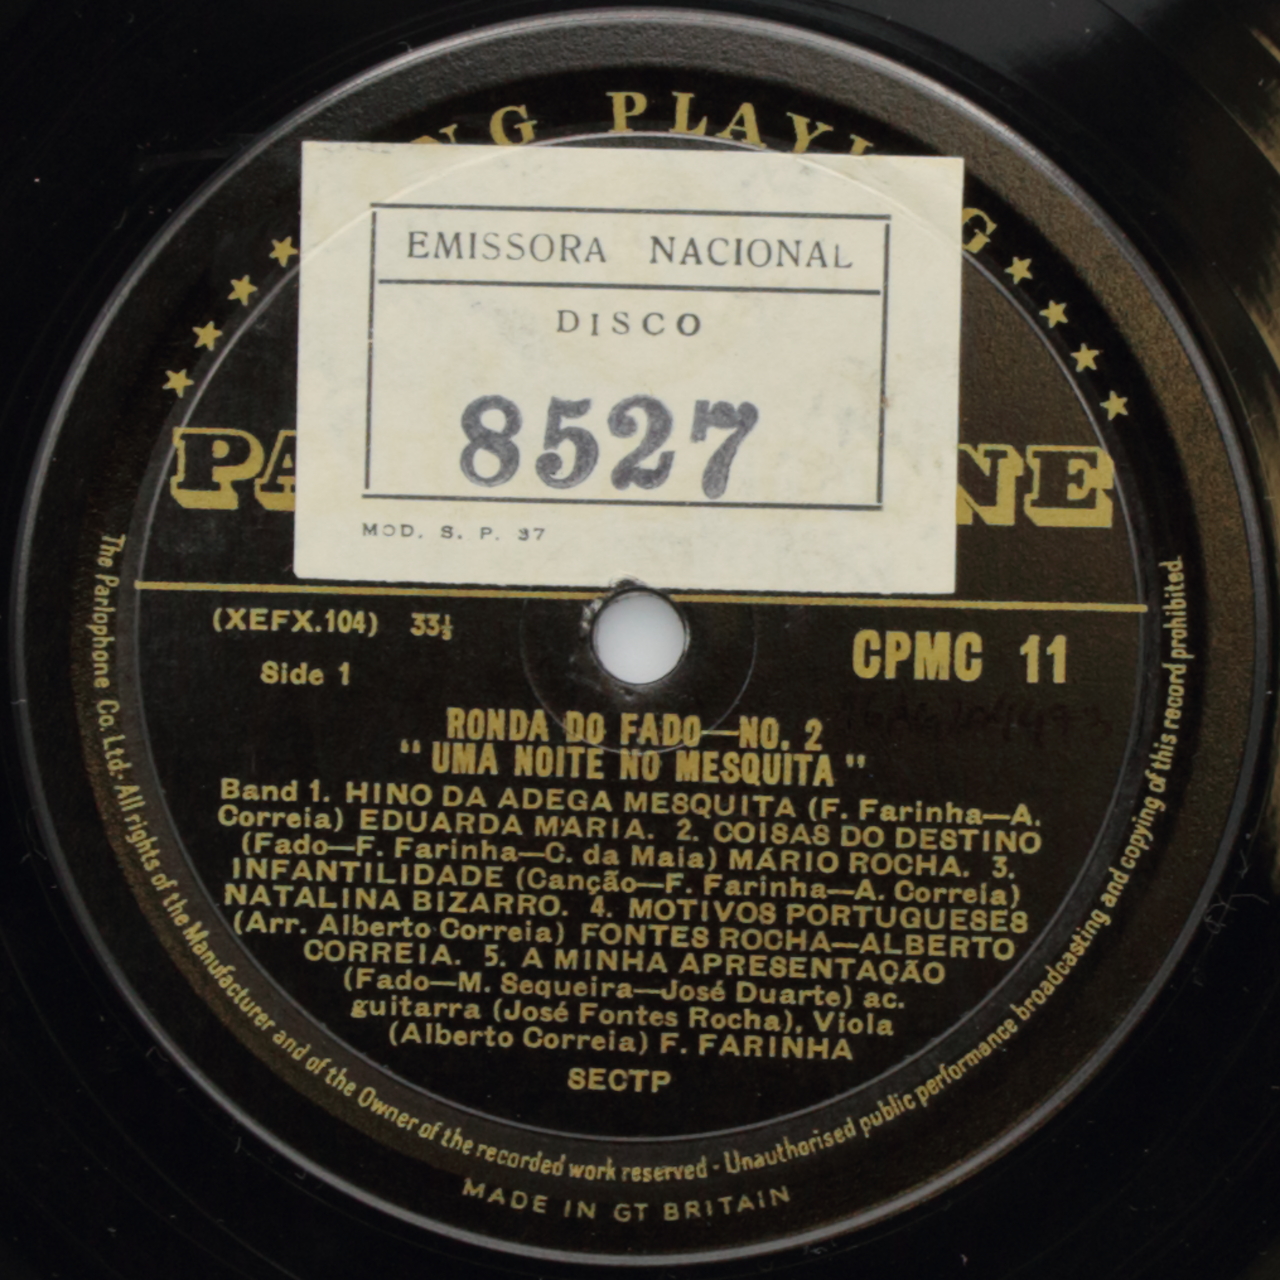 PLAYING
EMISSORA NACIONAL
DISCO
8527
MOD. S. P. 37
(XEFX.104) 33⅓
Side 1
CPMC 11
RONDA DO FADO—NO. 2
"UMA NOITE NO MESQUITA"
Band 1. HINO DA ADEGA MESQUITA (F. Farinha—A.
Correia) EDUARDA MARIA. 2. COISAS DO DESTINO
(Fado—F. Farinha—C. da Maia) MÁRIO ROCHA. 3.
INFANTILIDADE (Canção—F. Farinha—A. Correia)
NATALINA BIZARRO. 4. MOTIVOS PORTUGUESES
(Arr. Alberto Correia) FONTES ROCHA—ALBERTO
CORREIA. 5. A MINHA APRESENTAÇÃO
(Fado—M. Sequeira—José Duarte) ac.
guitarra (José Fontes Rocha), Viola
(Alberto Correia) F. FARINHA
SECTP
The Parlophone Co. Ltd. All rights of the Manufacturer and of the Owner of the recorded work reserved - Unauthorised public performance broadcasting and copying of this record prohibited.
MADE IN GT BRITAIN